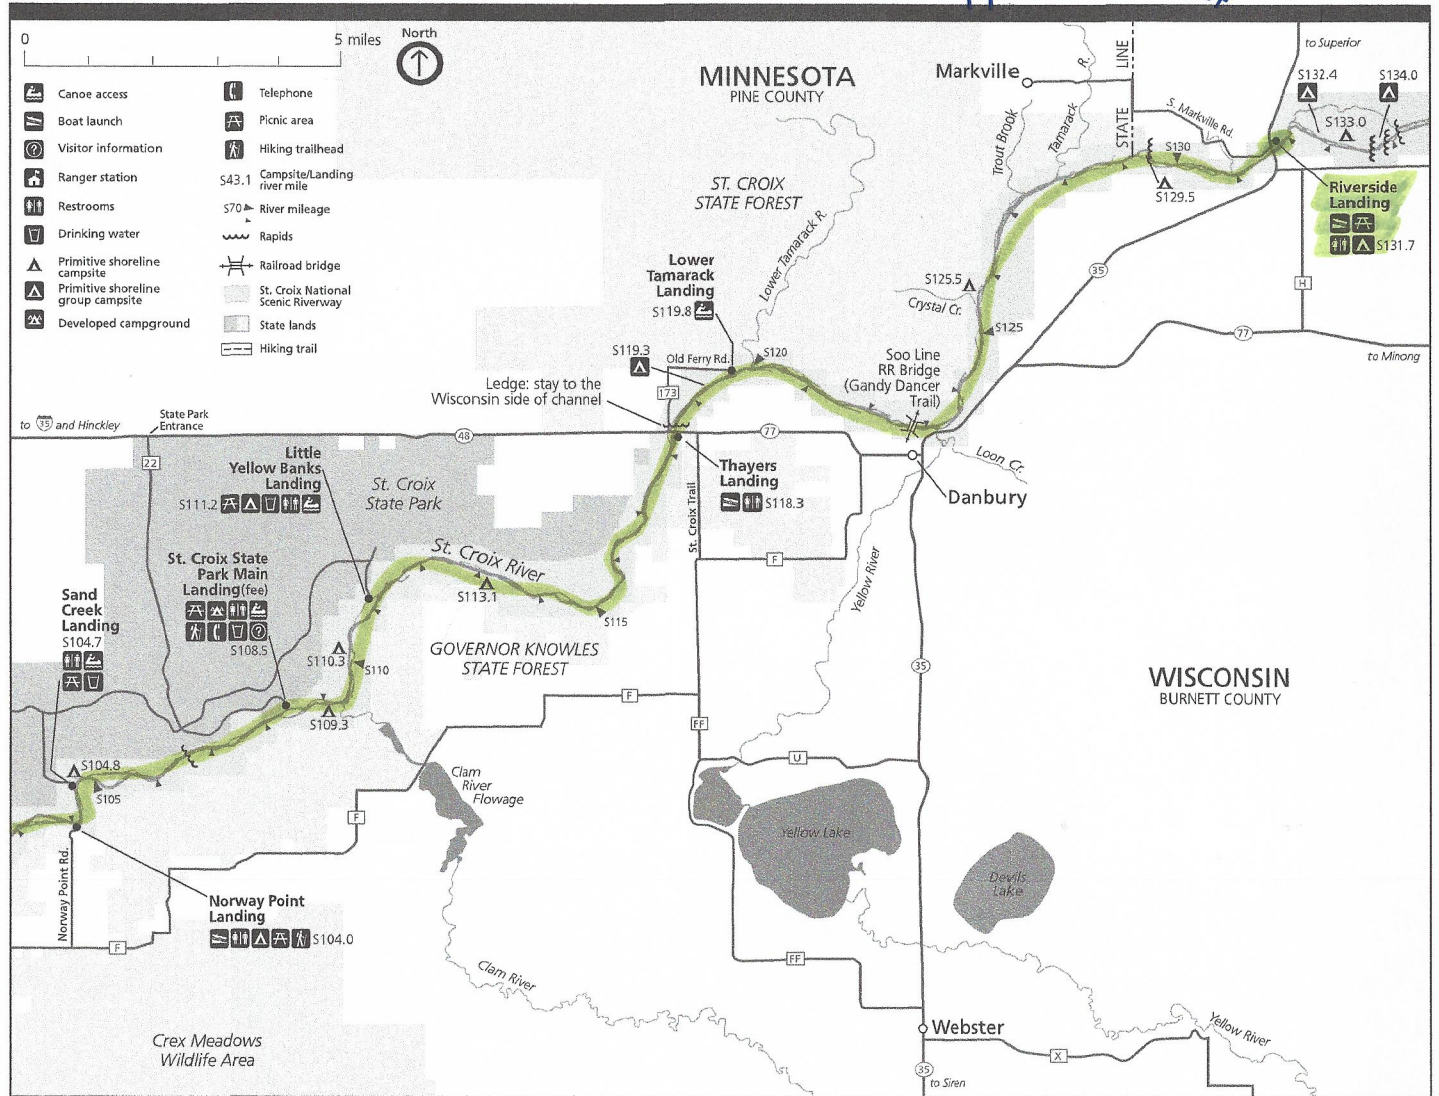 0
5 miles
North
Canoe access
Boat launch
Visitor information
Ranger station
Restrooms
Drinking water
Primitive shoreline
campsite
Primitive shoreline
group campsite
Developed campground
Telephone
Picnic area
Hiking trailhead
S43.1 Campsite/Landing
river mile
S70 River mileage
Rapids
Railroad bridge
St. Croix National
Scenic Riverway
State lands
Hiking trail
MINNESOTA
PINE COUNTY
Markville
STATE LINE
R.
Tamarack
Trout Brook
S. Markville Rd.
to Superior
S132.4
S134.0
S133.0
S130
S129.5
Riverside
Landing
S131.7
H
35
77
to Minong
ST. CROIX
STATE FOREST
Lower Tamarack R.
Lower
Tamarack
Landing
S119.8
S125.5
Crystal Cr.
S125
S119.3
Old Ferry Rd.
S120
173
Soo Line
RR Bridge
(Gandy Dancer
Trail)
Ledge: stay to the
Wisconsin side of channel
to 35 and Hinckley
State Park
Entrance
48
77
22
Little
Yellow Banks
Landing
S111.2
St. Croix
State Park
Thayers
Landing
S118.3
St. Croix Trail
Loon Cr.
Danbury
St. Croix River
F
Yellow River
St. Croix State
Park Main
Landing(fee)
S108.5
S113.1
S115
Sand
Creek
Landing
S104.7
S110.3
S110
GOVERNOR KNOWLES
STATE FOREST
35
WISCONSIN
BURNETT COUNTY
F
S109.3
FF
S104.8
S105
Clam
River
Flowage
U
F
Yellow Lake
Devils
Lake
Norway Point Rd.
Norway Point
Landing
S104.0
F
FF
Clam River
Crex Meadows
Wildlife Area
Webster
X
Yellow River
35
to Siren